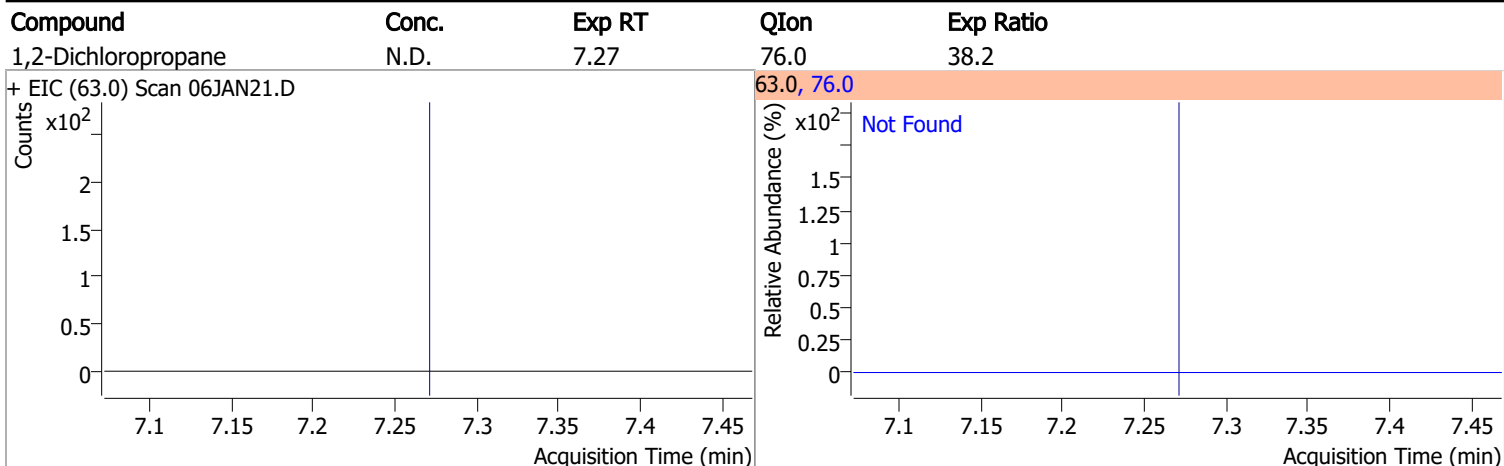 Compound Conc. Exp RT QIon Exp Ratio
1,2-Dichloropropane N.D. 7.27 76.0 38.2
+ EIC (63.0) Scan 06JAN21.D
Counts
x10²
2
1.5
1
0.5
0
7.1 7.15 7.2 7.25 7.3 7.35 7.4 7.45
Acquisition Time (min)
63.0, 76.0
Relative Abundance (%)
x10²
Not Found
1.5
1.25
1
0.75
0.5
0.25
0
7.1 7.15 7.2 7.25 7.3 7.35 7.4 7.45
Acquisition Time (min)